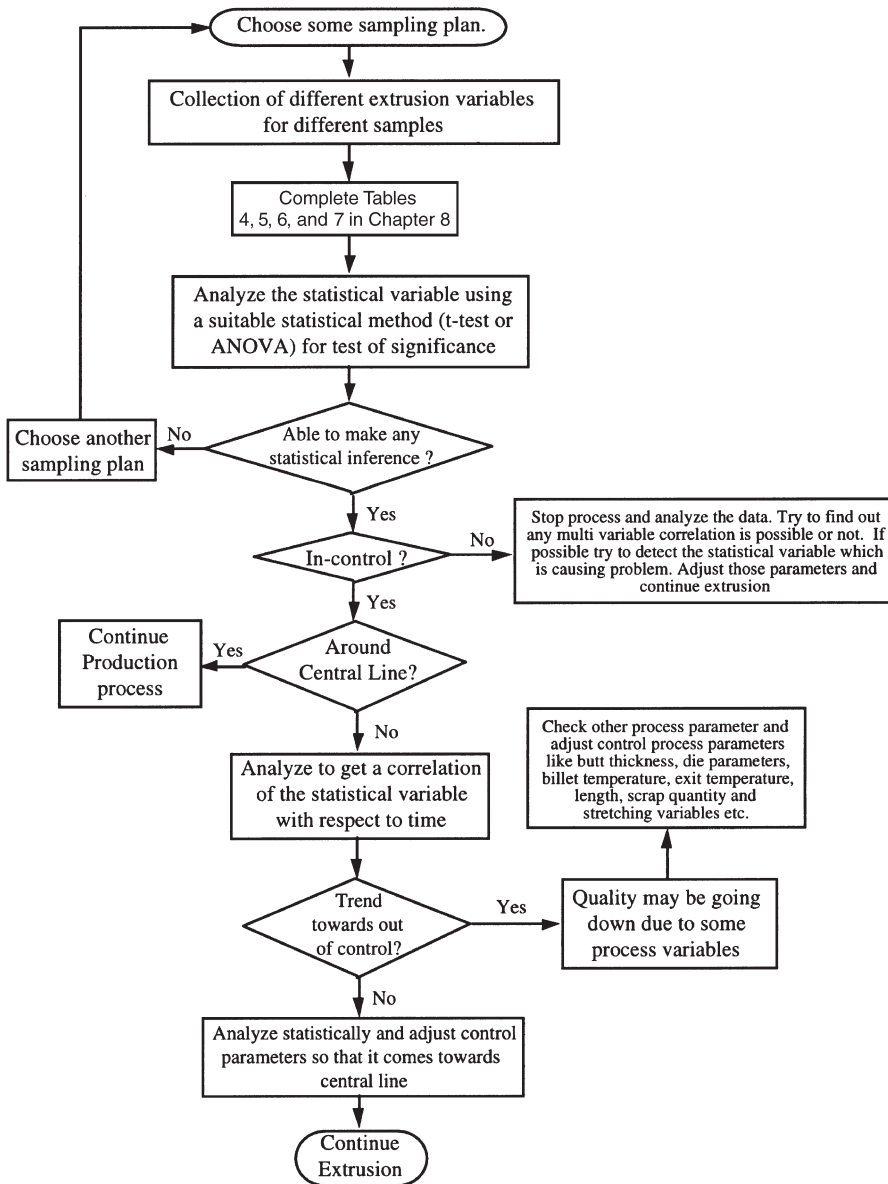 Choose some sampling plan.
Collection of different extrusion variables
for different samples
Complete Tables
4, 5, 6, and 7 in Chapter 8
Analyze the statistical variable using
a suitable statistical method (t-test or
ANOVA) for test of significance
Able to make any
statistical inference ?
No
Choose another
sampling plan
Yes
In-control ?
No
Stop process and analyze the data. Try to find out
any multi variable correlation is possible or not. If
possible try to detect the statistical variable which
is causing problem. Adjust those parameters and
continue extrusion
Yes
Around
Central Line?
Yes
Continue
Production
process
No
Analyze to get a correlation
of the statistical variable
with respect to time
Trend
towards out
of control?
Yes
Quality may be going
down due to some
process variables
Check other process parameter and
adjust control process parameters
like butt thickness, die parameters,
billet temperature, exit temperature,
length, scrap quantity and
stretching variables etc.
No
Analyze statistically and adjust control
parameters so that it comes towards
central line
Continue
Extrusion